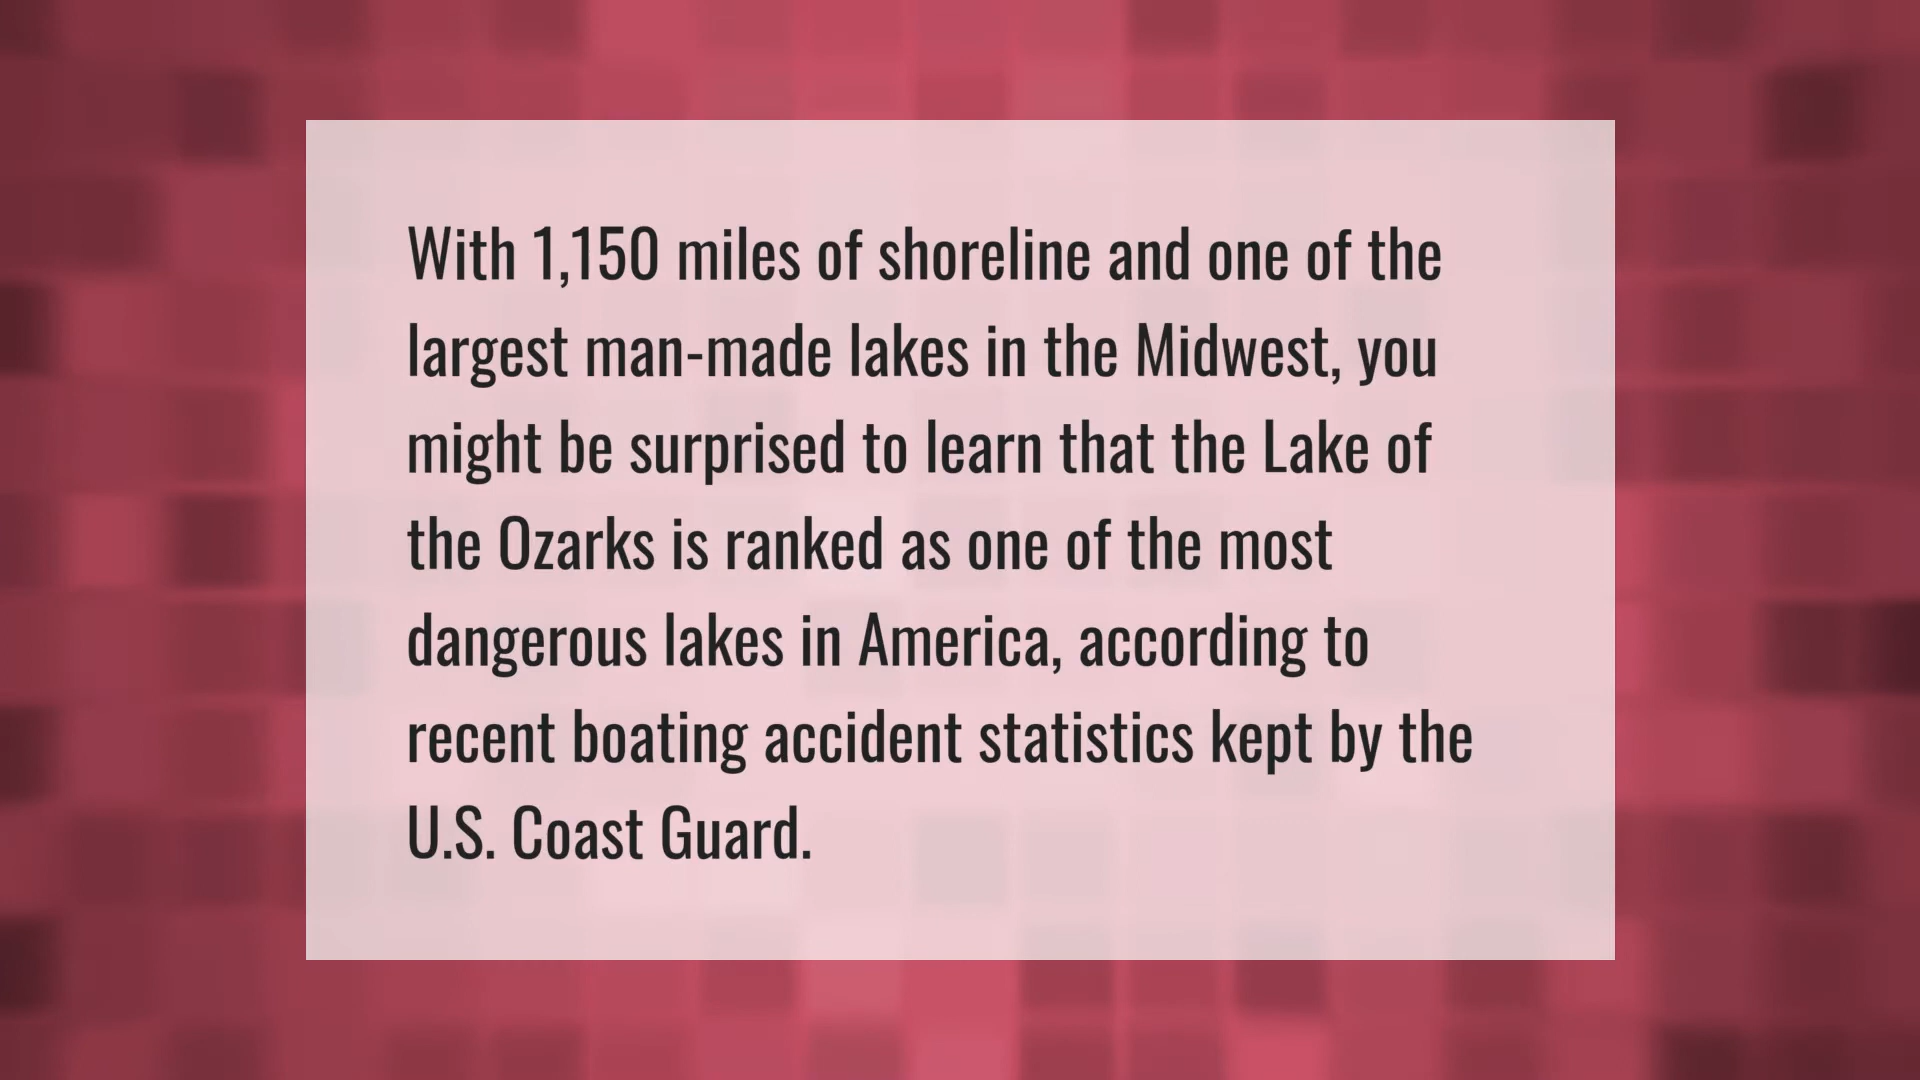 With 1,150 miles of shoreline and one of the
largest man-made lakes in the Midwest, you
might be surprised to learn that the Lake of
the Ozarks is ranked as one of the most
dangerous lakes in America, according to
recent boating accident statistics kept by the
U.S. Coast Guard.